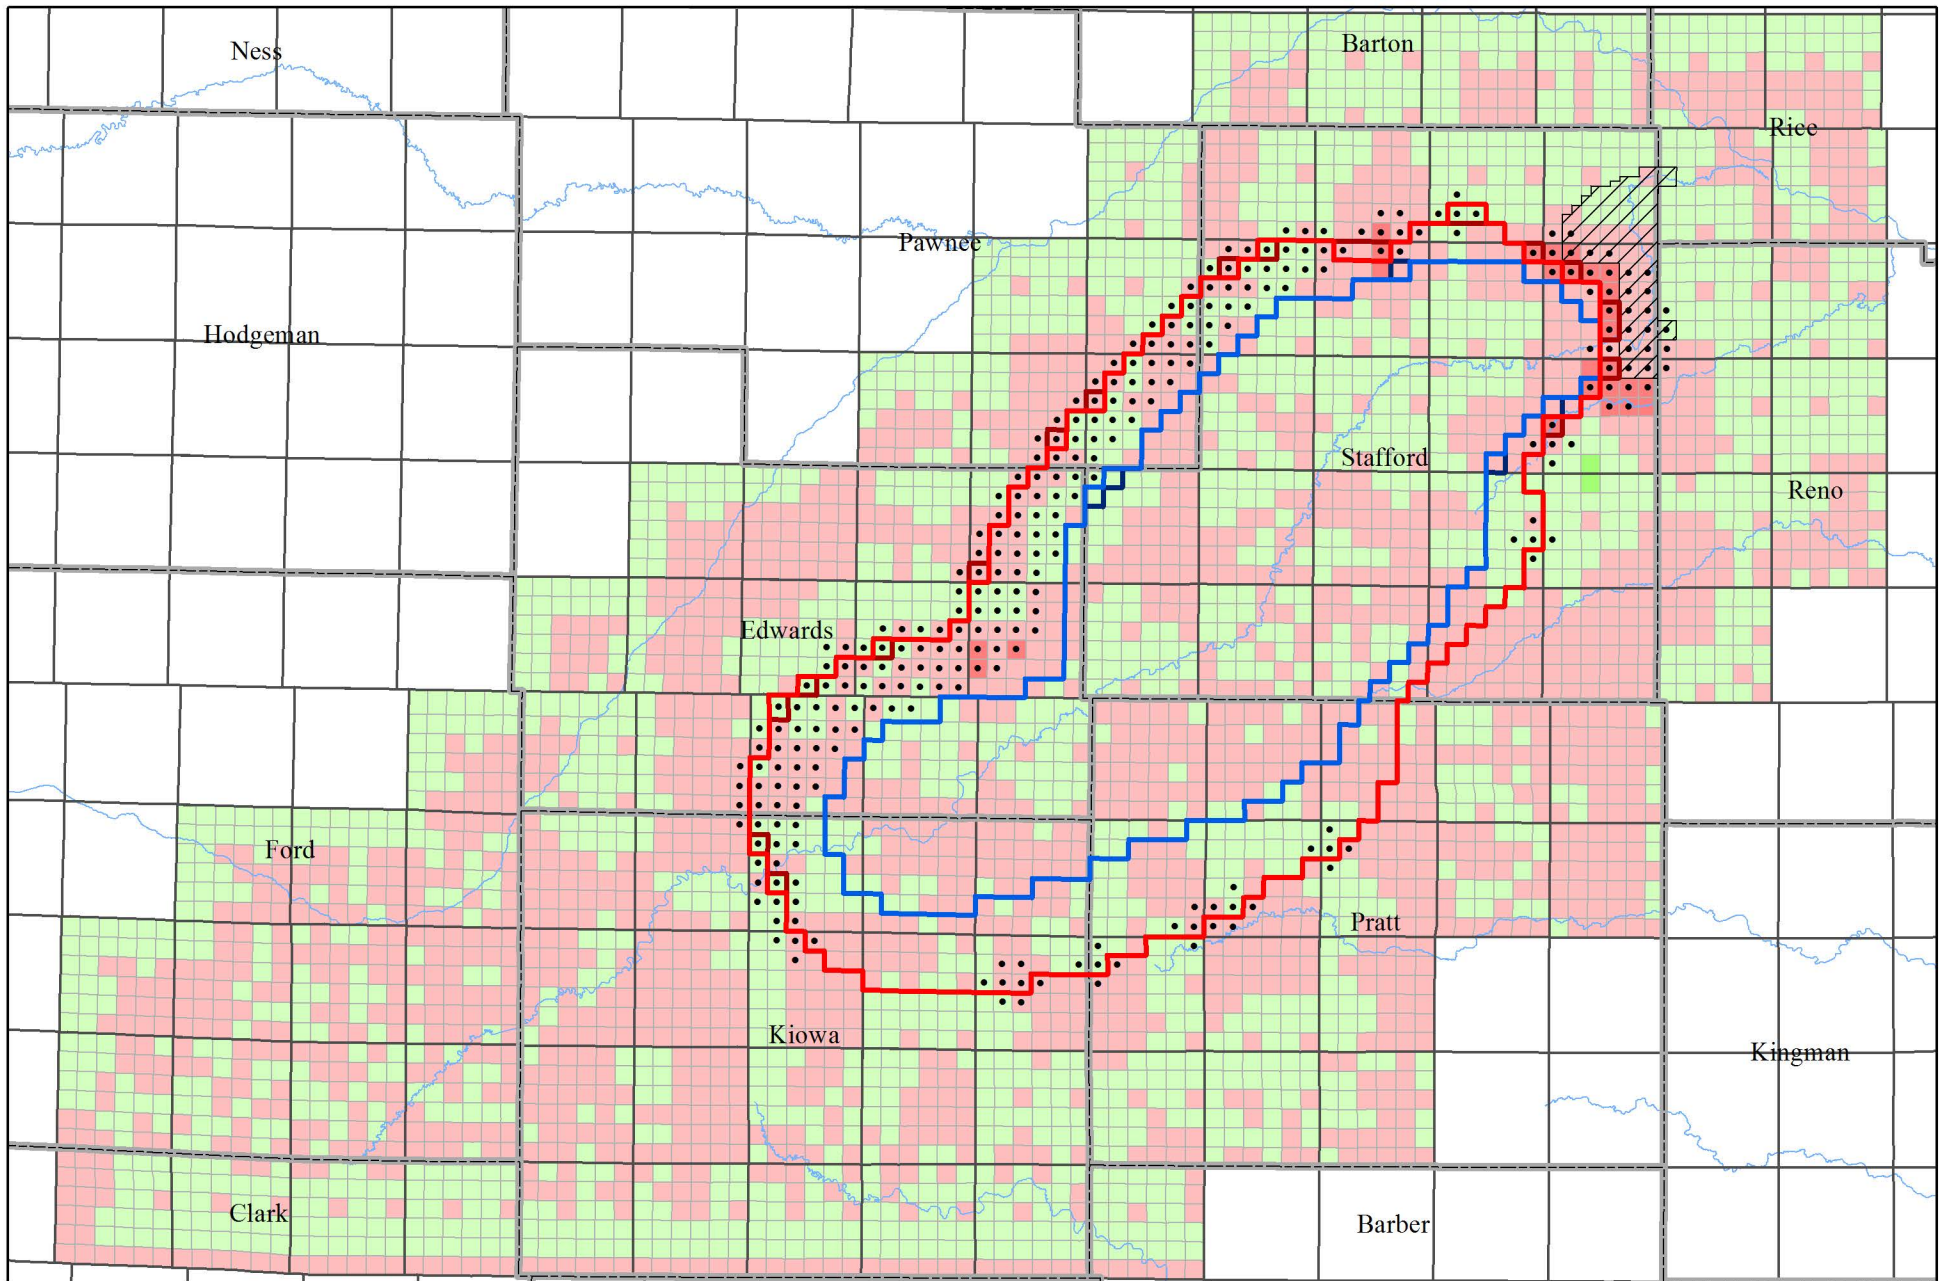 Barton
Ness
Rice
Pawnee
Hodgeman
Stafford
Reno
Edwards
Ford
Pratt
Kiowa
Kingman
Clark
Barber